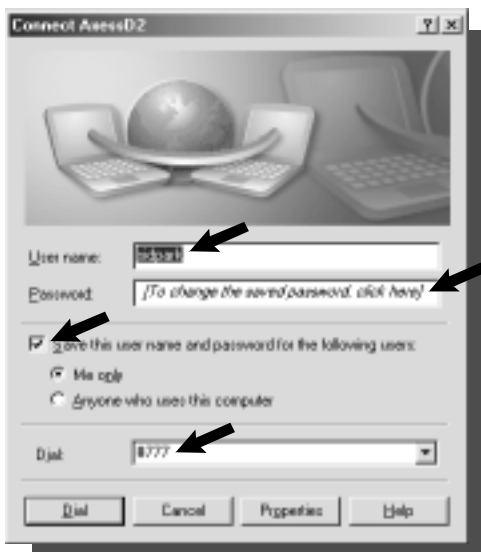 Connect AxessD2
User name:
Password: [To change the saved password, click here]
Save this user name and password for the following users:
Me only
Anyone who uses this computer
Dial: #777
Dial Cancel Properties Help